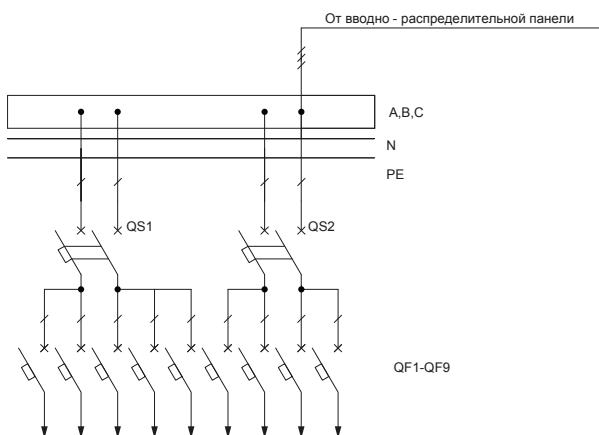 От вводно - распределительной панели
A,B,C
N
PE
QS1
QS2
QF1-QF9